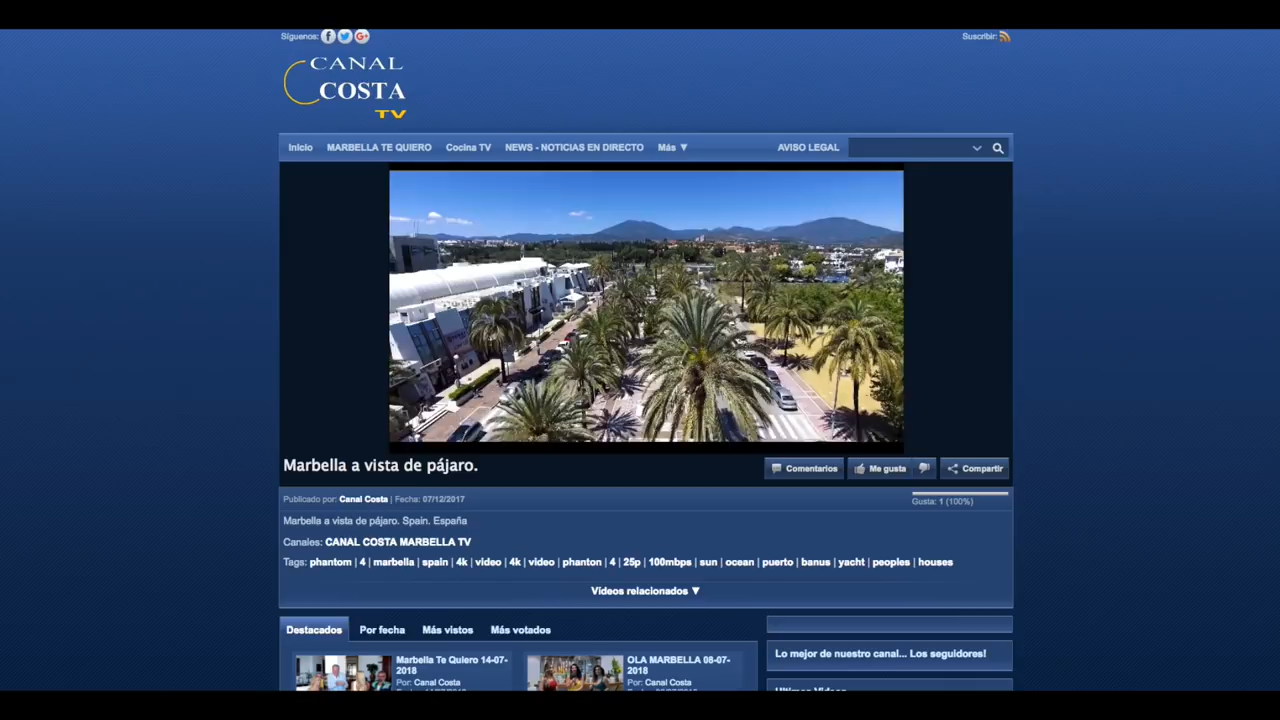 Síguenos:
Suscribir:
CANAL
COSTA
TV
Inicio MARBELLA TE QUIERO Cocina TV NEWS - NOTICIAS EN DIRECTO Más ▼ AVISO LEGAL
Marbella a vista de pájaro.
Comentarios Me gusta Compartir
Publicado por: Canal Costa | Fecha: 07/12/2017
Gusta: 1 (100%)
Marbella a vista de pájaro. Spain. España
Canales: CANAL COSTA MARBELLA TV
Tags: phantom | 4 | marbella | spain | 4k | video | 4k | video | phanton | 4 | 25p | 100mbps | sun | ocean | puerto | banus | yacht | peoples | houses
Vídeos relacionados ▼
Destacados Por fecha Más vistos Más votados
Marbella Te Quiero 14-07-
2018
Por: Canal Costa
OLA MARBELLA 08-07-
2018
Por: Canal Costa
Lo mejor de nuestro canal... Los seguidores!